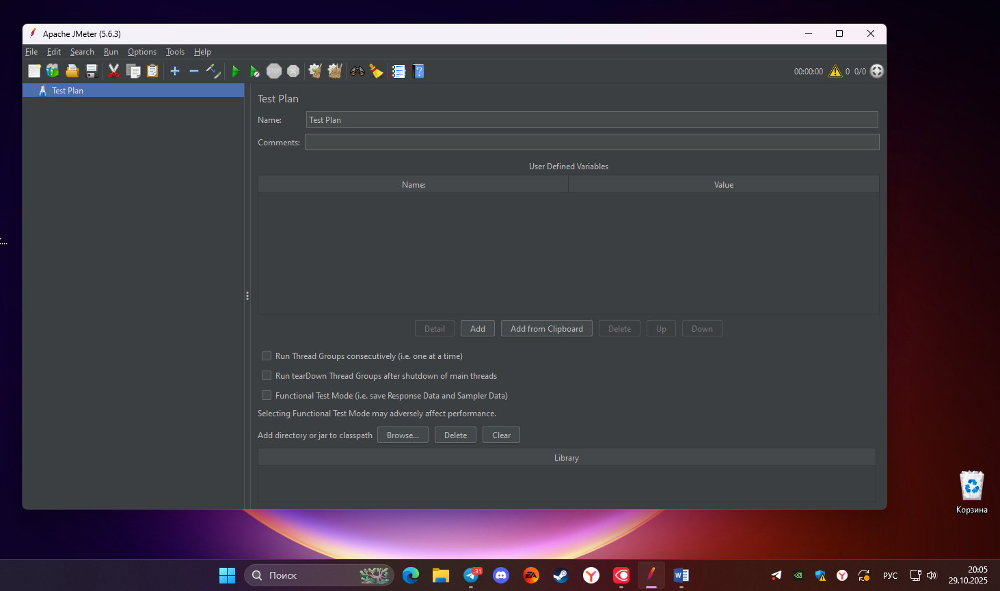 Apache JMeter (5.6.3)
File Edit Search Run Options Tools Help
STOP
00:00:00 0 0/0
Test Plan
Test Plan
Name: Test Plan
Comments:
User Defined Variables
Name: Value
Detail Add Add from Clipboard Delete Up Down
Run Thread Groups consecutively (i.e. one at a time)
Run tearDown Thread Groups after shutdown of main threads
Functional Test Mode (i.e. save Response Data and Sampler Data)
Selecting Functional Test Mode may adversely affect performance.
Add directory or jar to classpath Browse... Delete Clear
Library
Корзина
Поиск
31
EA
РУС
20:05
29.10.2025